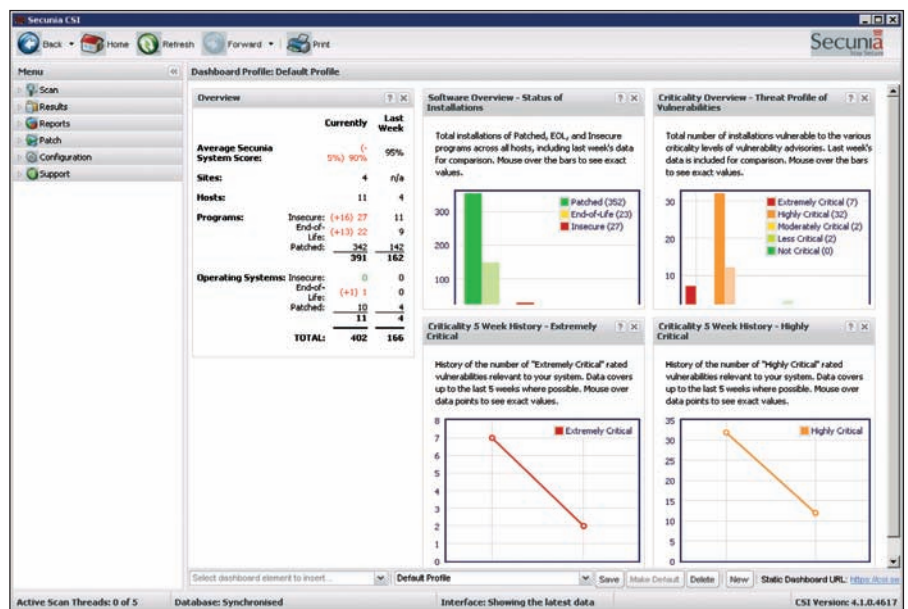 Secunia CSI
Back Home Refresh Forward Print
Secunia
Stay Secure
Menu
Scan
Results
Reports
Patch
Configuration
Support
Dashboard Profile: Default Profile
Overview
Currently Last Week
Average Secunia System Score: (-5%) 90% 95%
Sites: 4 n/a
Hosts: 11 4
Programs: Insecure: (+16) 27 11
End-of-Life: (+13) 22 9
Patched: 342 142
391 162
Operating Systems: Insecure: 0 0
End-of-Life: (+1) 1 0
Patched: 10 4
11 4
TOTAL: 402 166
Software Overview - Status of Installations
Total installations of Patched, EOL, and Insecure
programs across all hosts, including last week's data
for comparison. Mouse over the bars to see exact
values.
300
200
100
Patched (352)
End-of-Life (23)
Insecure (27)
Criticality Overview - Threat Profile of Vulnerabilities
Total number of installations vulnerable to the various
criticality levels of vulnerability advisories. Last week's
data is included for comparison. Mouse over the bars
to see exact values.
30
20
10
Extremely Critical (7)
Highly Critical (32)
Moderately Critical (2)
Less Critical (2)
Not Critical (0)
Criticality 5 Week History - Extremely Critical
History of the number of "Extremely Critical" rated
vulnerabilities relevant to your system. Data covers
up to the last 5 weeks where possible. Mouse over
data points to see exact values.
8
7
6
5
4
3
2
1
0
Extremely Critical
Criticality 5 Week History - Highly Critical
History of the number of "Highly Critical" rated
vulnerabilities relevant to your system. Data covers
up to the last 5 weeks where possible. Mouse over
data points to see exact values.
35
30
25
20
15
10
5
0
Highly Critical
Select dashboard element to insert... Default Profile Save Make Default Delete New Static Dashboard URL: https://csi.se
Active Scan Threads: 0 of 5 Database: Synchronised Interface: Showing the latest data CSI Version: 4.1.0.4617